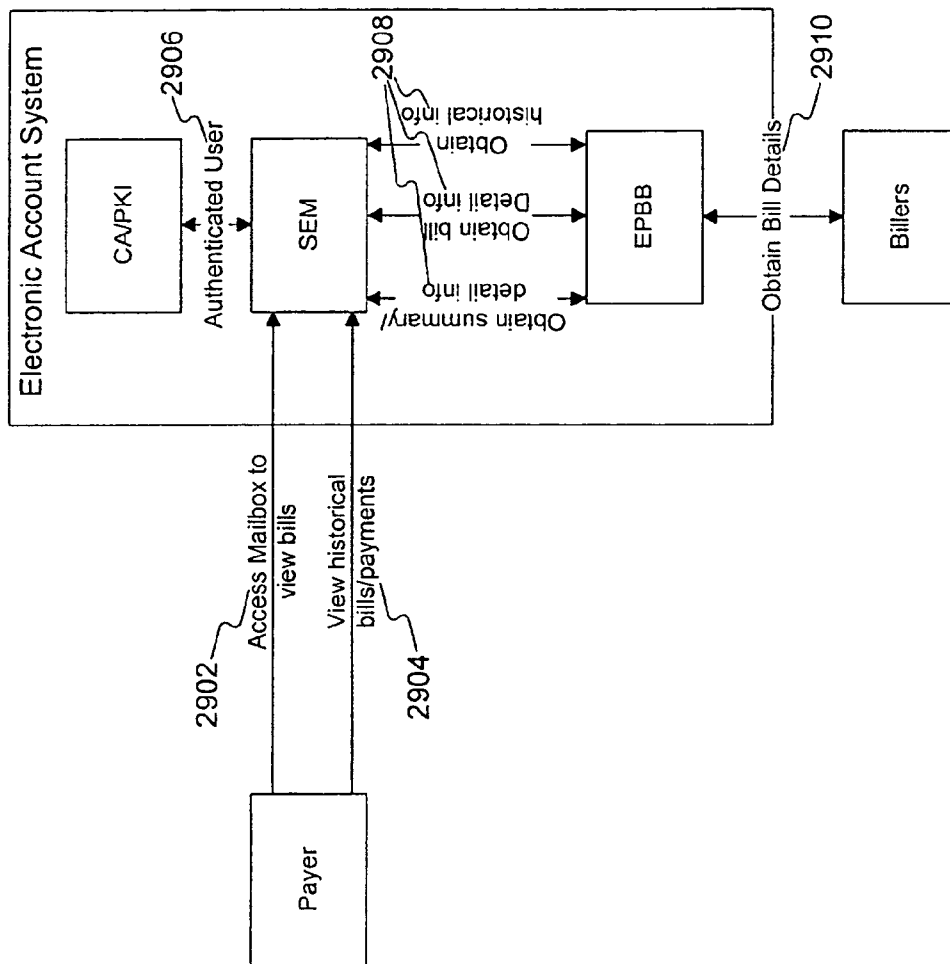 Electronic Account System
2906
CA/PKI
Authenticated User
2908
SEM
Obtain
historical info
Obtain bill
Detail info
Obtain summary/
detail info
EPBB
2910
Obtain Bill Details
Billers
2902
Access Mailbox to
view bills
View historical
bills/payments
2904
Payer